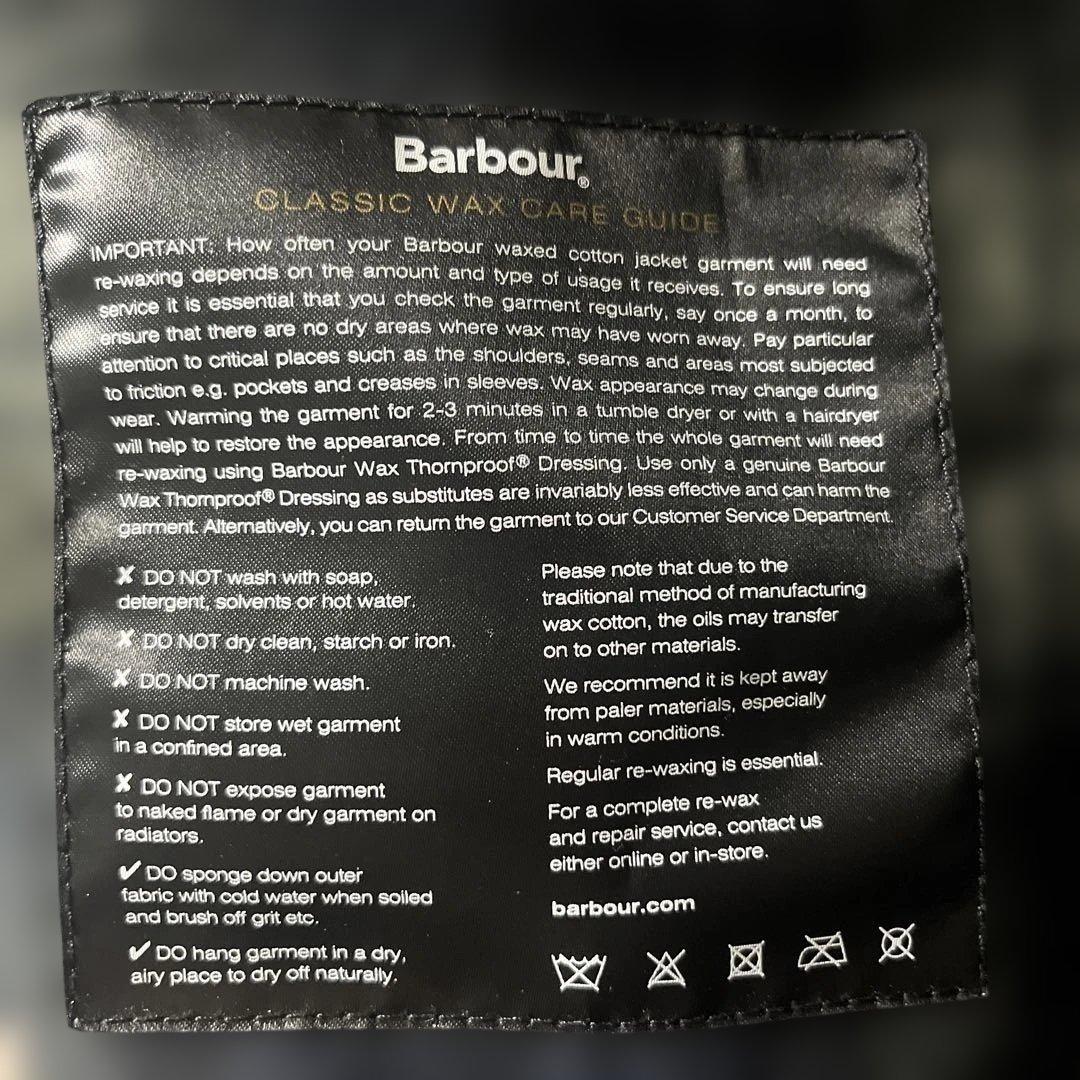 Barbour®
CLASSIC WAX CARE GUIDE
IMPORTANT: How often your Barbour waxed cotton jacket garment will need
re-waxing depends on the amount and type of usage it receives. To ensure long
service it is essential that you check the garment regularly, say once a month, to
ensure that there are no dry areas where wax may have worn away. Pay particular
attention to critical places such as the shoulders, seams and areas most subjected
to friction e.g. pockets and creases in sleeves. Wax appearance may change during
wear. Warming the garment for 2-3 minutes in a tumble dryer or with a hairdryer
will help to restore the appearance. From time to time the whole garment will need
re-waxing using Barbour Wax Thornproof® Dressing. Use only a genuine Barbour
Wax Thornproof® Dressing as substitutes are invariably less effective and can harm the
garment. Alternatively, you can return the garment to our Customer Service Department.
✘ DO NOT wash with soap,
detergent, solvents or hot water.
✘ DO NOT dry clean, starch or iron.
✘ DO NOT machine wash.
✘ DO NOT store wet garment
in a confined area.
✘ DO NOT expose garment
to naked flame or dry garment on
radiators.
✔ DO sponge down outer
fabric with cold water when soiled
and brush off grit etc.
✔ DO hang garment in a dry,
airy place to dry off naturally.
Please note that due to the
traditional method of manufacturing
wax cotton, the oils may transfer
on to other materials.
We recommend it is kept away
from paler materials, especially
in warm conditions.
Regular re-waxing is essential.
For a complete re-wax
and repair service, contact us
either online or in-store.
barbour.com